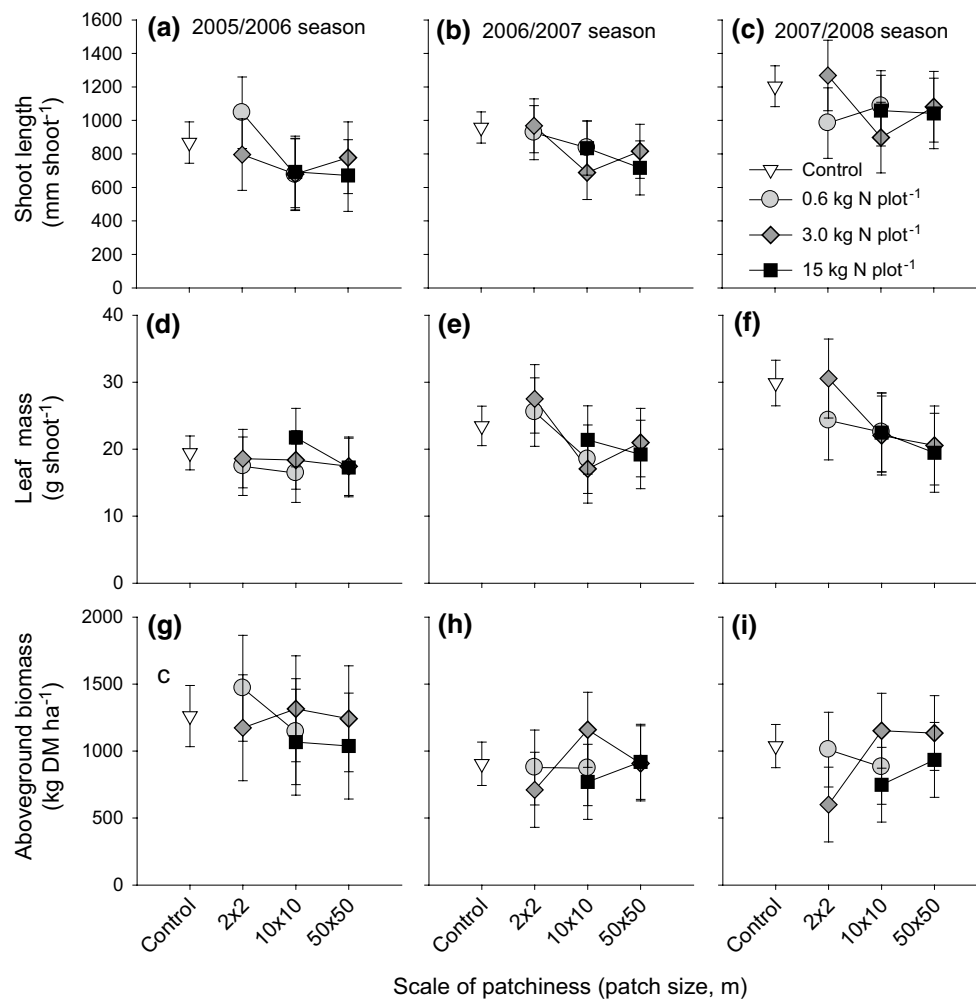 (a) 2005/2006 season
(b) 2006/2007 season
(c) 2007/2008 season
Shoot length
(mm shoot⁻¹)
1600
1400
1200
1000
800
600
400
200
0
Control
0.6 kg N plot⁻¹
3.0 kg N plot⁻¹
15 kg N plot⁻¹
(d)
(e)
(f)
Leaf mass
(g shoot⁻¹)
40
30
20
10
0
(g)
(h)
(i)
c
Aboveground biomass
(kg DM ha⁻¹)
2000
1500
1000
500
0
Control 2x2 10x10 50x50
Control 2x2 10x10 50x50
Control 2x2 10x10 50x50
Scale of patchiness (patch size, m)